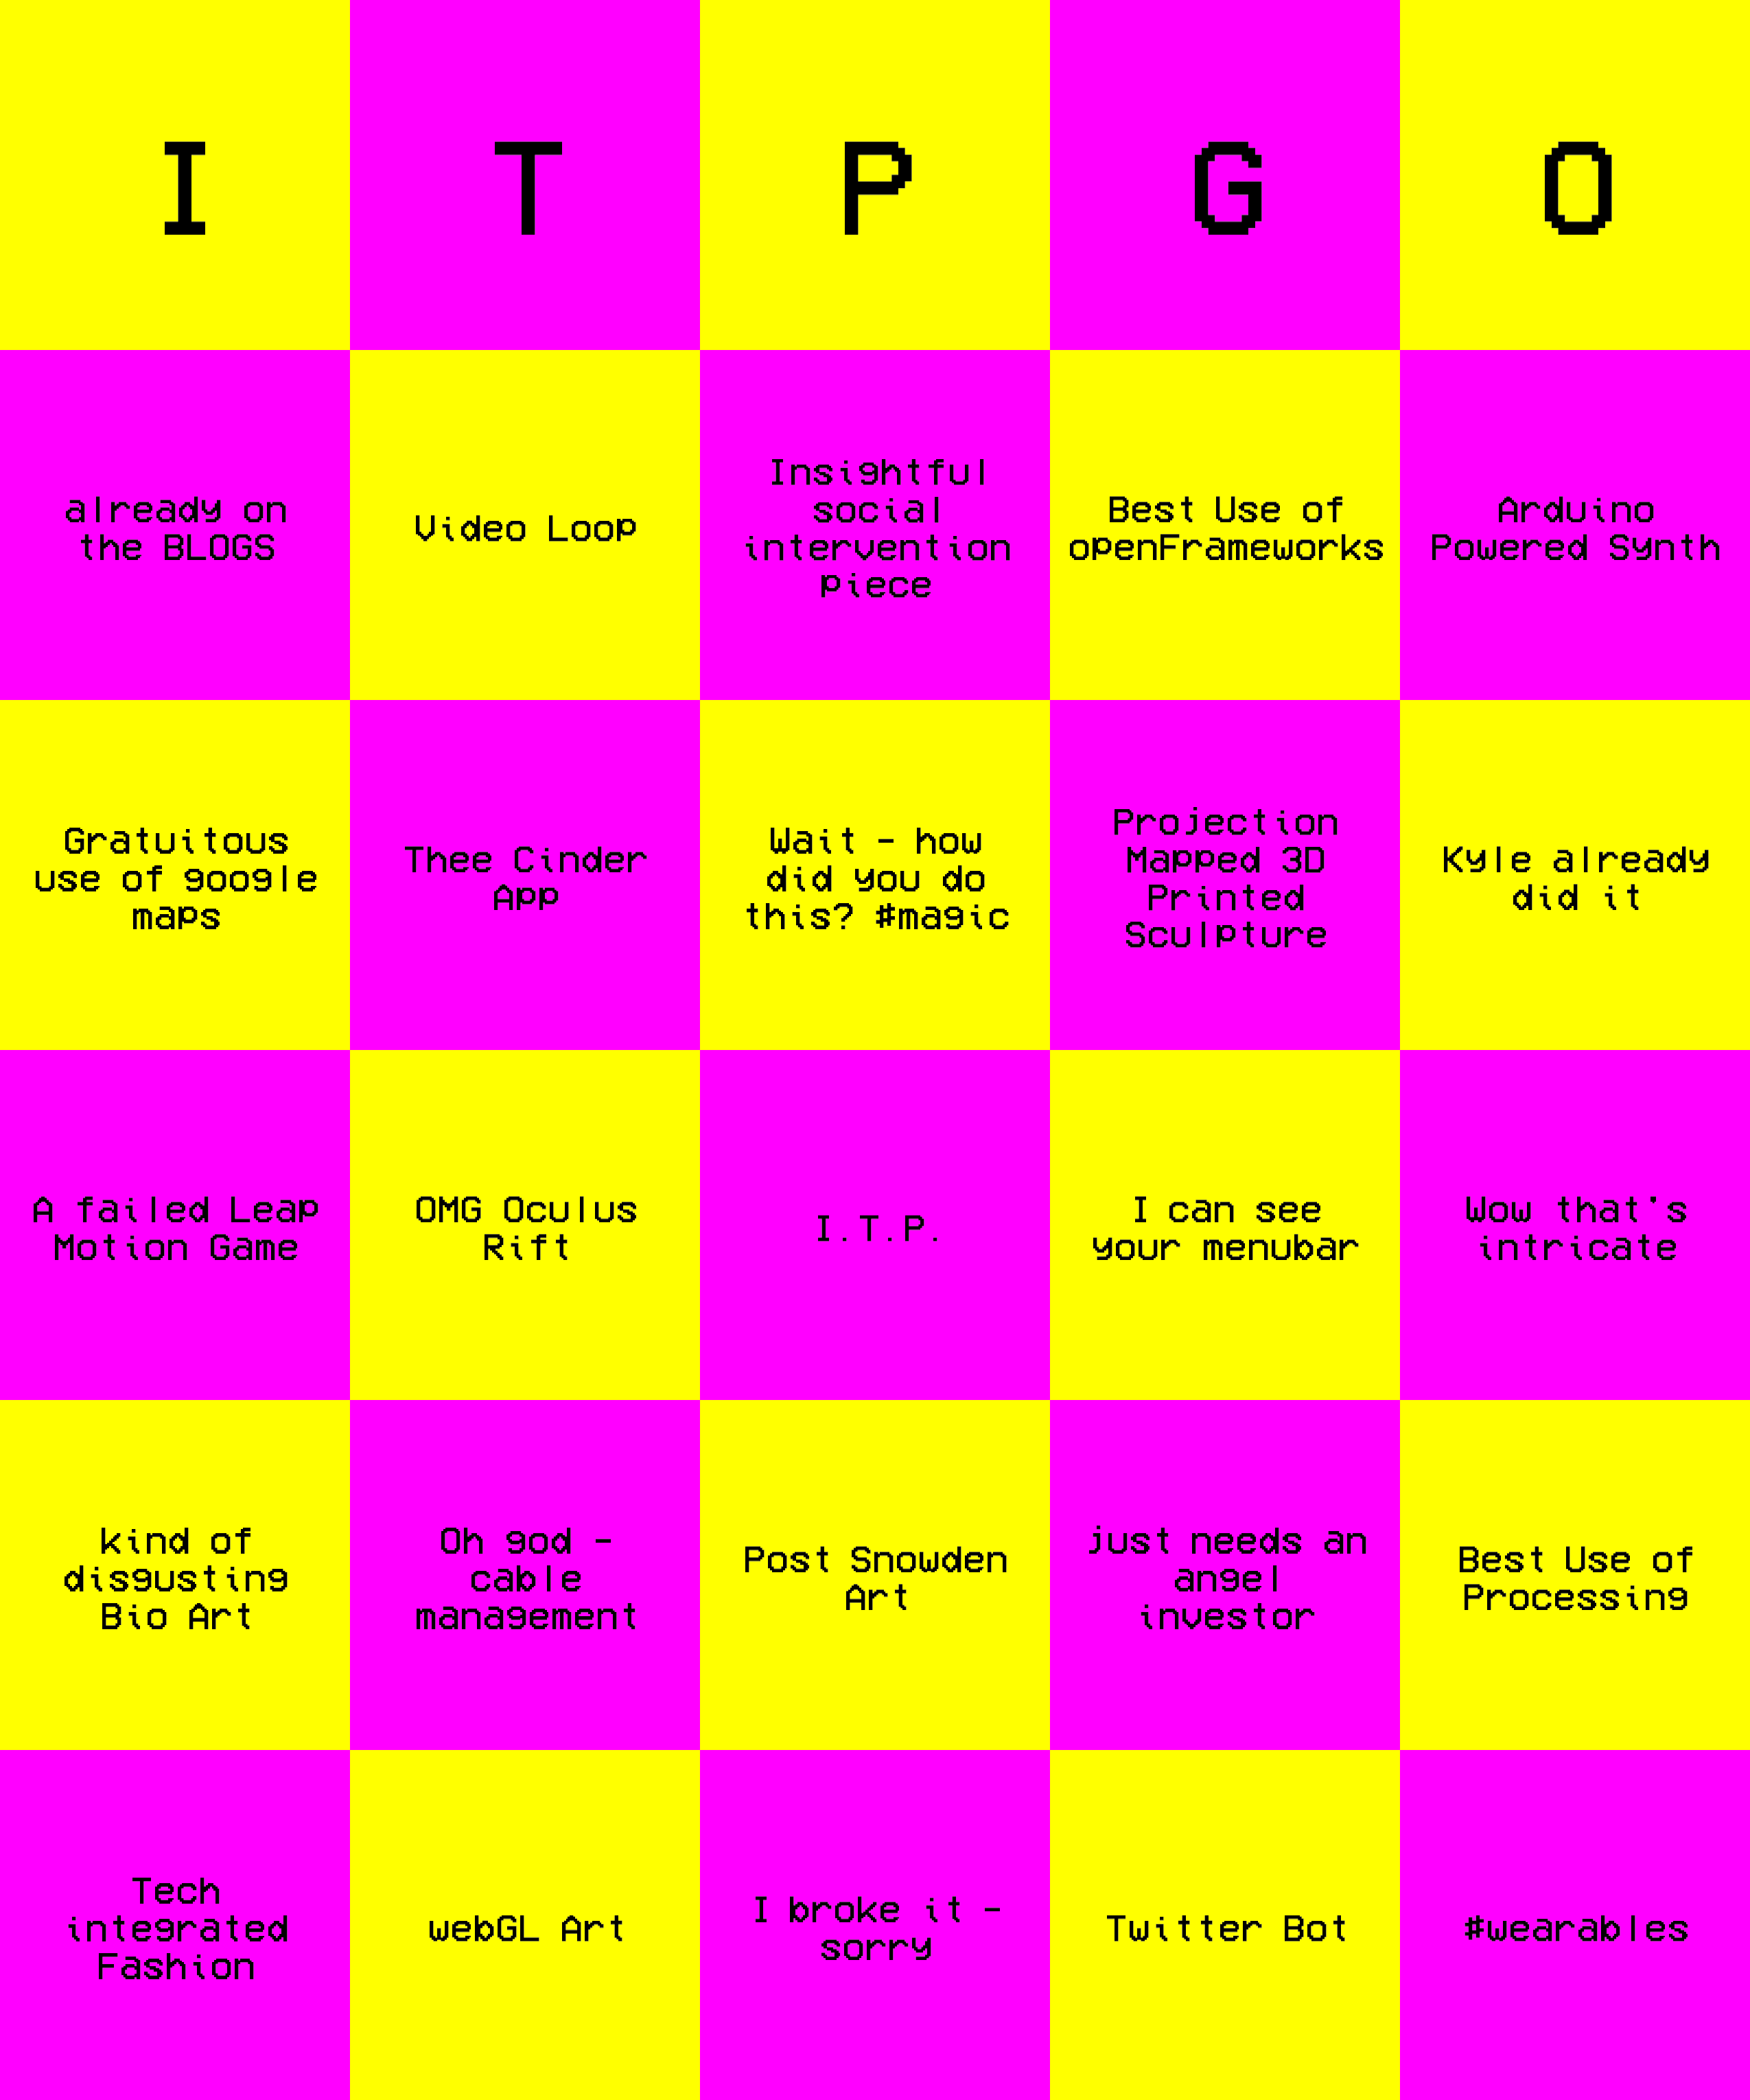 I T P G O
already on
the BLOGS
Video Loop
Insightful
social
intervention
piece
Best Use of
openFrameworks
Arduino
Powered Synth
Gratuitous
use of google
maps
Thee Cinder
App
Wait - how
did you do
this? #magic
Projection
Mapped 3D
Printed
Sculpture
Kyle already
did it
A failed Leap
Motion Game
OMG Oculus
Rift
I.T.P.
I can see
your menubar
Wow that's
intricate
kind of
disgusting
Bio Art
Oh god -
cable
management
Post Snowden
Art
just needs an
angel
investor
Best Use of
Processing
Tech
integrated
Fashion
webGL Art
I broke it -
sorry
Twitter Bot
#wearables